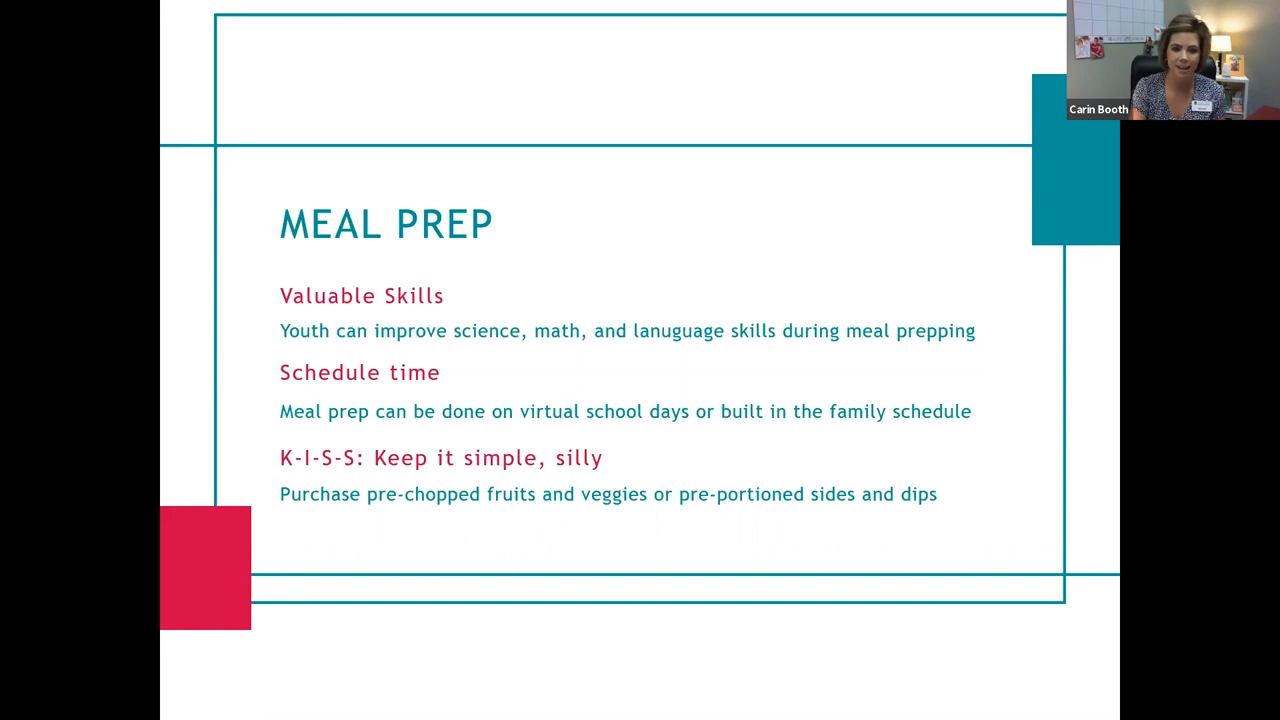 Carin Booth
MEAL PREP
Valuable Skills
Youth can improve science, math, and lanuguage skills during meal prepping
Schedule time
Meal prep can be done on virtual school days or built in the family schedule
K-I-S-S: Keep it simple, silly
Purchase pre-chopped fruits and veggies or pre-portioned sides and dips